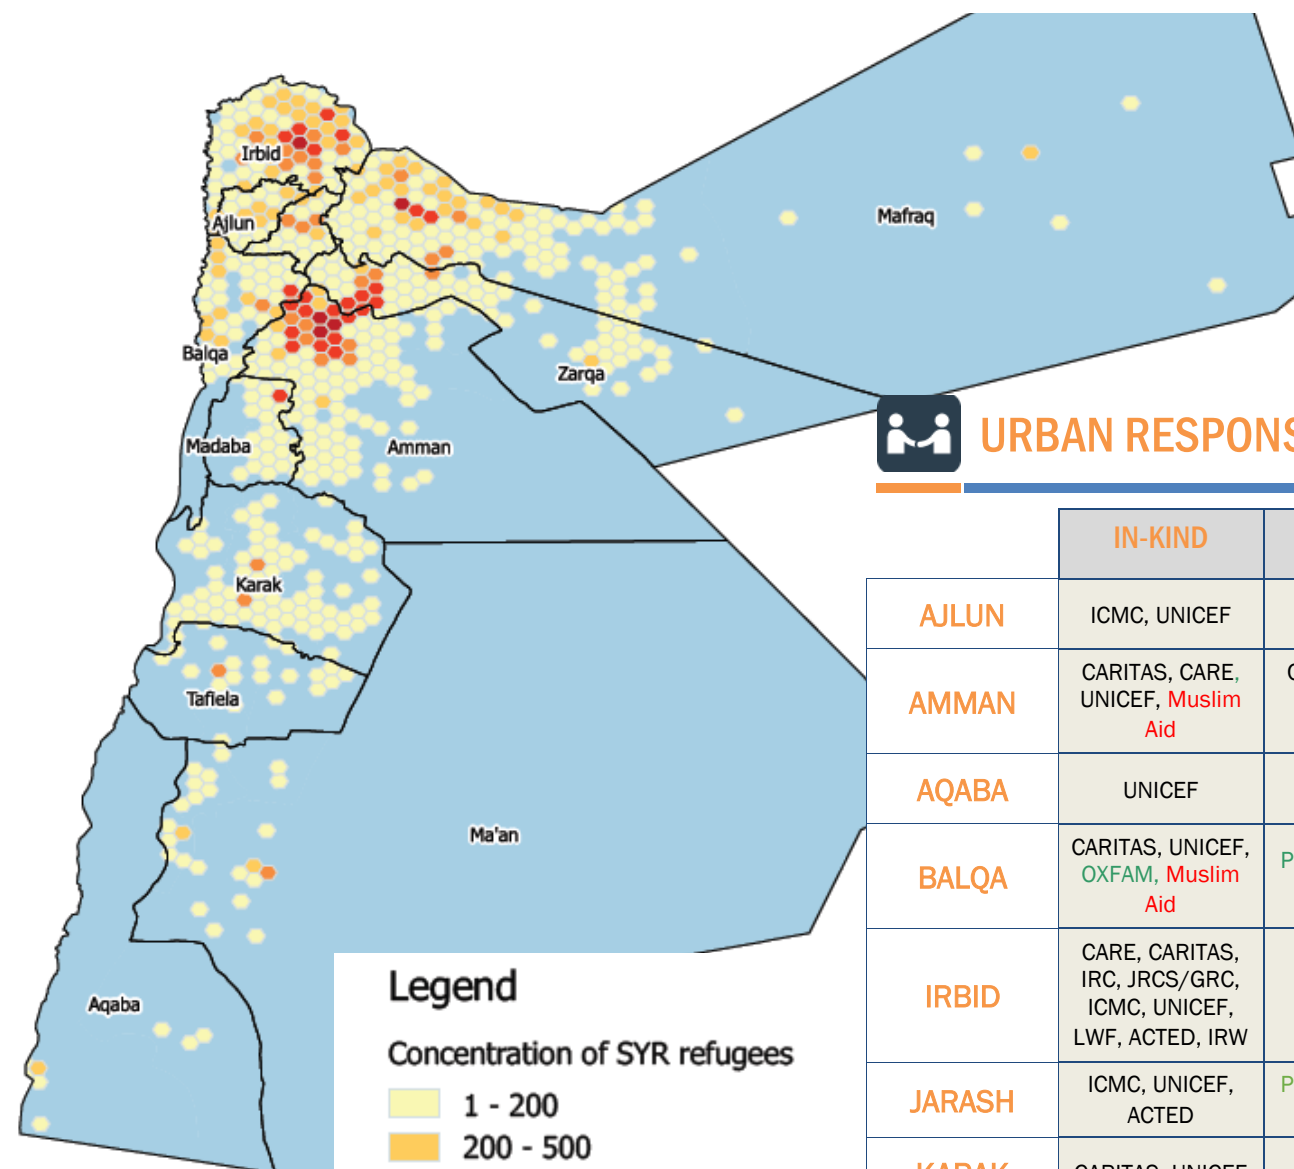 Irbid
Ajlun
Mafraq
Balqa
Zarqa
Madaba
Amman
Karak
Tafiela
Ma'an
Aqaba
Legend
Concentration of SYR refugees
1 - 200
200 - 500
URBAN RESPONS
IN-KIND
AJLUN
ICMC, UNICEF
AMMAN
CARITAS, CARE,
UNICEF, Muslim
Aid
AQABA
UNICEF
BALQA
CARITAS, UNICEF,
OXFAM, Muslim
Aid
P
IRBID
CARE, CARITAS,
IRC, JRCS/GRC,
ICMC, UNICEF,
LWF, ACTED, IRW
JARASH
ICMC, UNICEF,
ACTED
P
KARAK
CARITAS, UNICEF